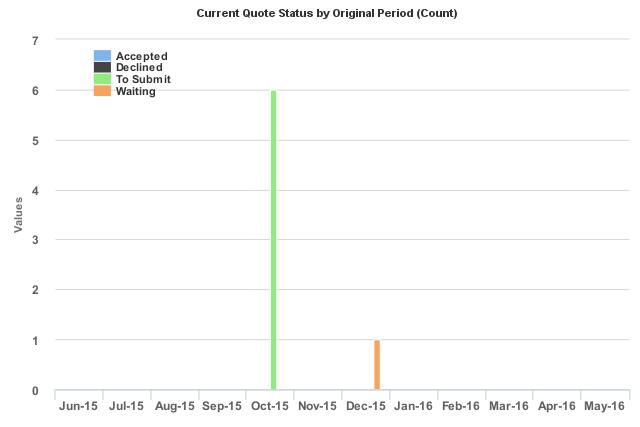 Current Quote Status by Original Period (Count)
7
Accepted
Declined
To Submit
Waiting
6
5
4
3
2
1
0
Values
Jun-15 Jul-15 Aug-15 Sep-15 Oct-15 Nov-15 Dec-15 Jan-16 Feb-16 Mar-16 Apr-16 May-16